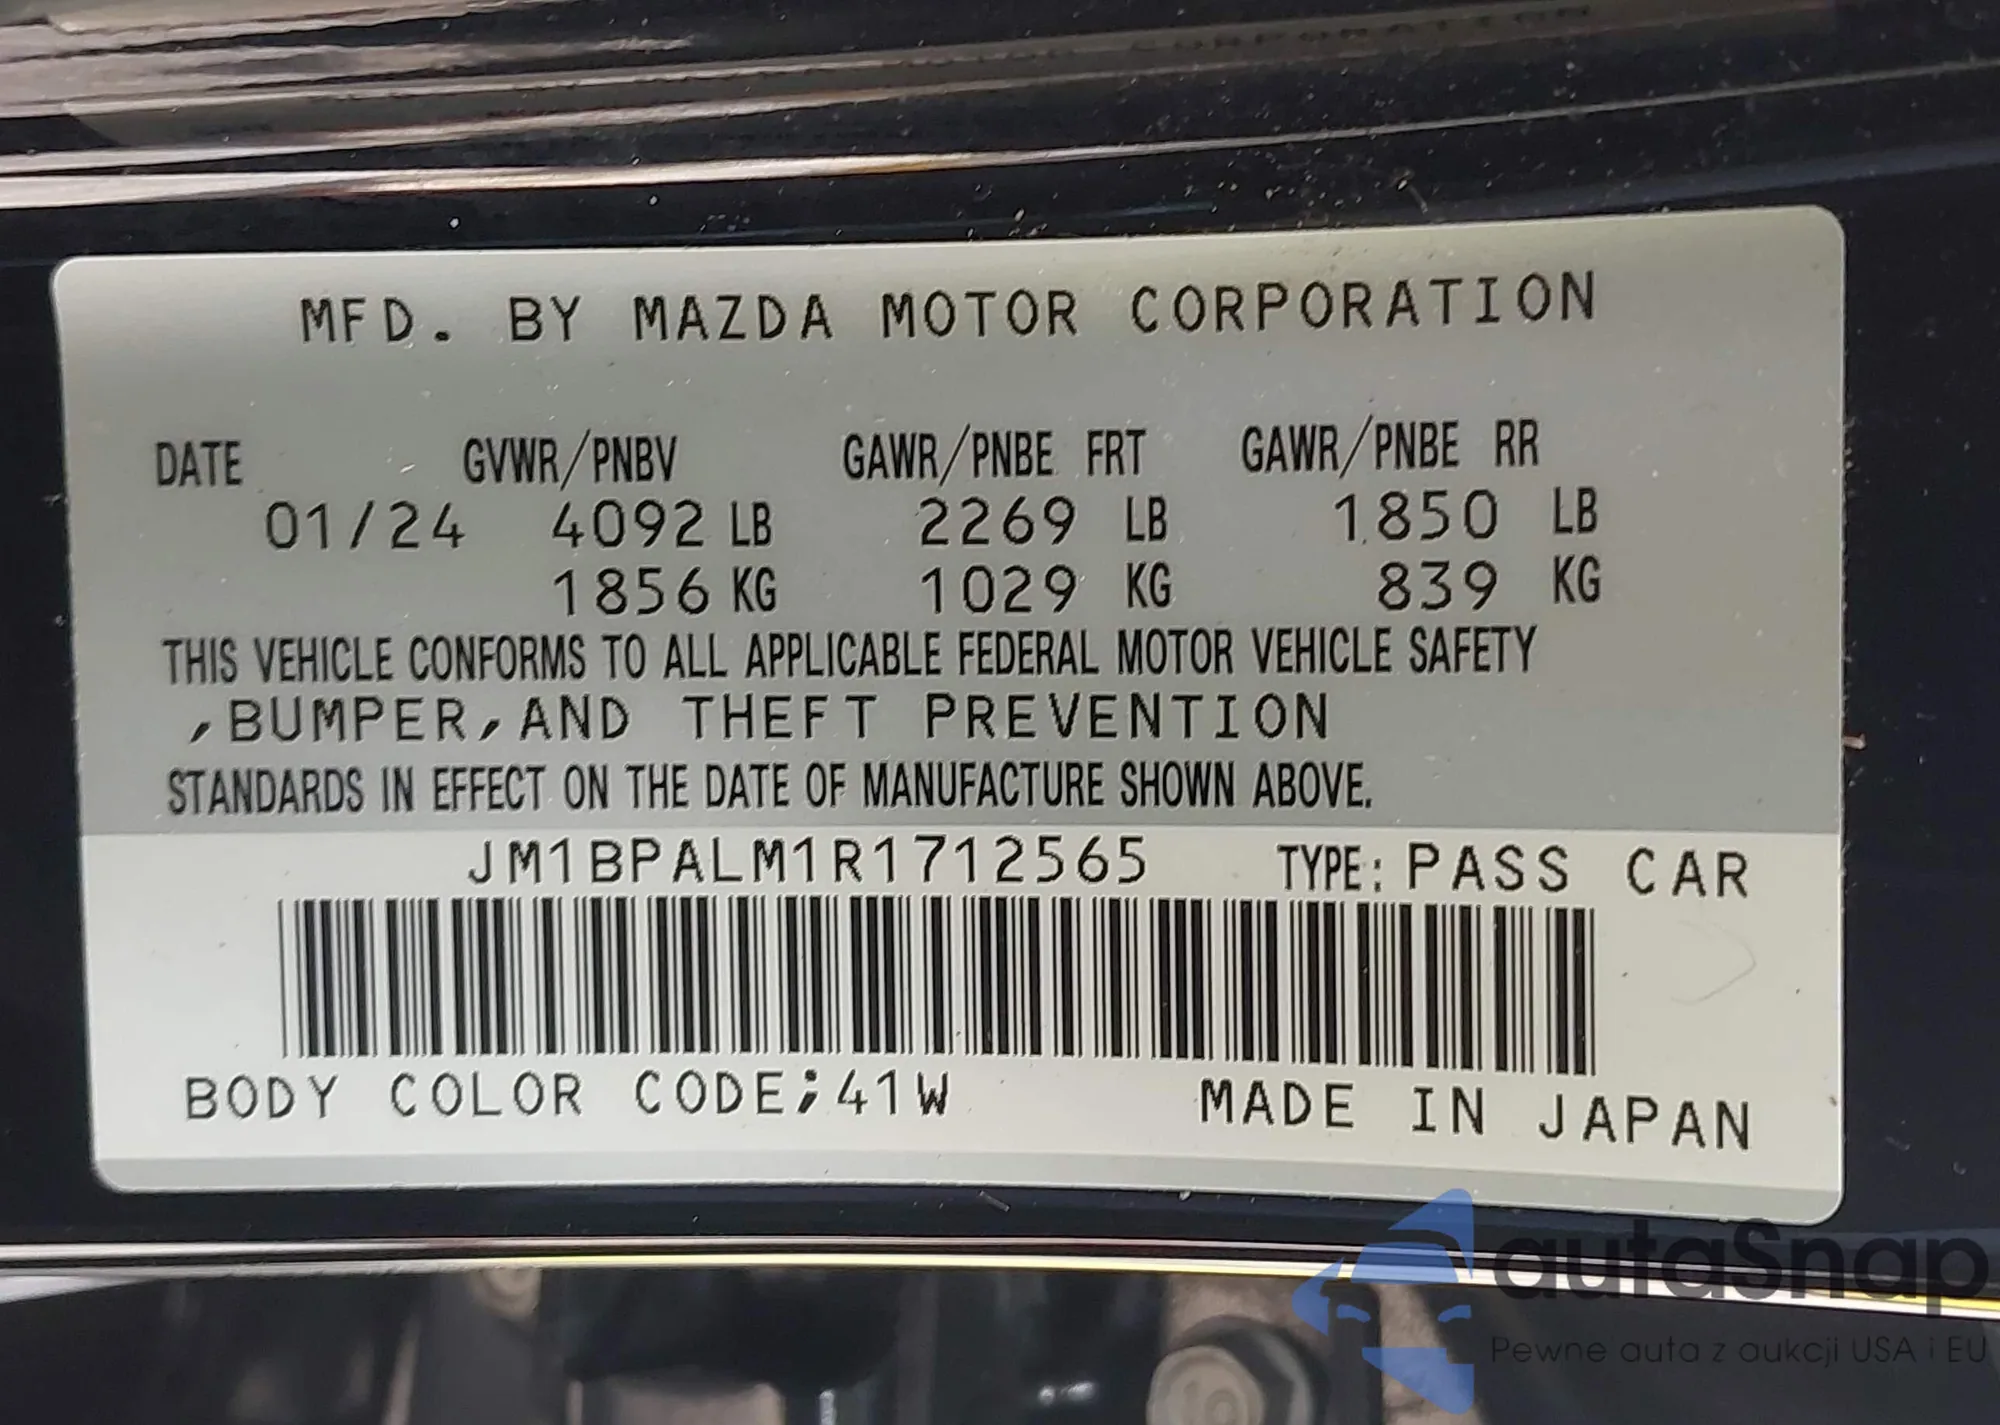 MFD. BY MAZDA MOTOR CORPORATION
DATE GVWR/PNBV GAWR/PNBE FRT GAWR/PNBE RR
01/24 4092 LB 2269 LB 1850 LB
1856 KG 1029 KG 839 KG
THIS VEHICLE CONFORMS TO ALL APPLICABLE FEDERAL MOTOR VEHICLE SAFETY
,BUMPER,AND THEFT PREVENTION
STANDARDS IN EFFECT ON THE DATE OF MANUFACTURE SHOWN ABOVE.
JM1BPALM1R1712565 TYPE: PASS CAR
BODY COLOR CODE;41W MADE IN JAPAN
autaSnap
Pewne auta z aukcji USA i EU